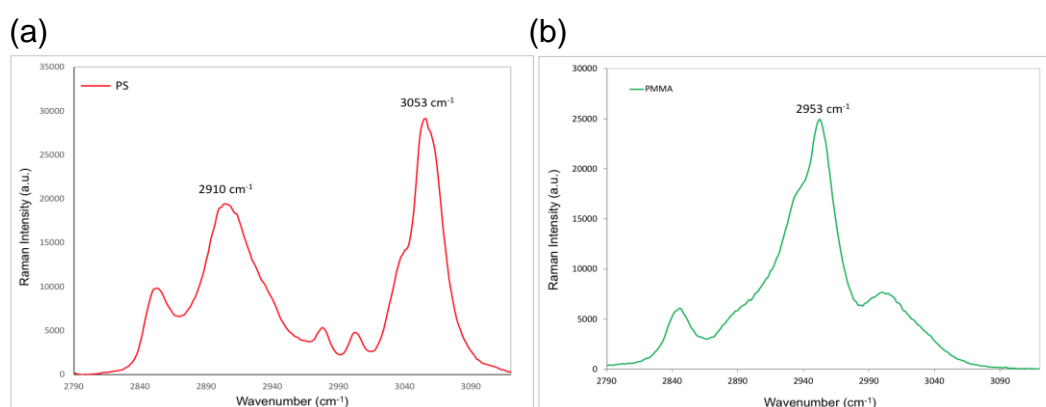 (a)
35000
PS
3053 cm-1
30000
25000
2910 cm-1
20000
15000
10000
5000
0
Raman Intensity (a.u.)
2790 2840 2890 2940 2990 3040 3090
Wavenumber (cm-1)
(b)
30000
PMMA
2953 cm-1
25000
20000
15000
10000
5000
0
Raman Intensity (a.u.)
2790 2840 2890 2940 2990 3040 3090
Wavenumber (cm-1)